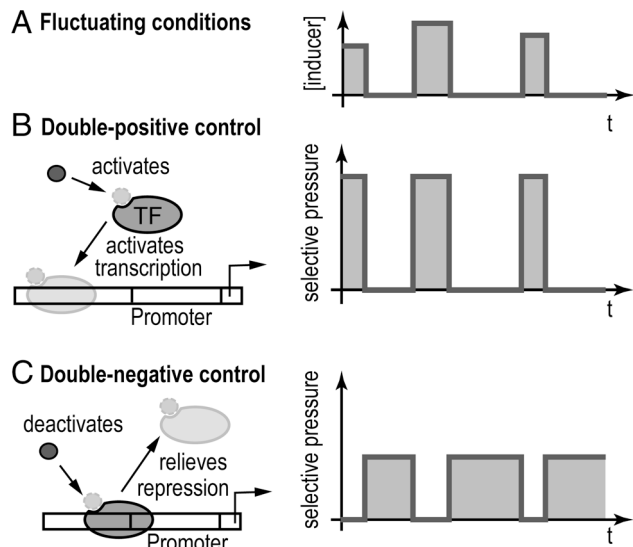 A Fluctuating conditions
[inducer]
t
B Double-positive control
activates
TF
activates
transcription
Promoter
selective pressure
t
C Double-negative control
deactivates
relieves
repression
Promoter
selective pressure
t